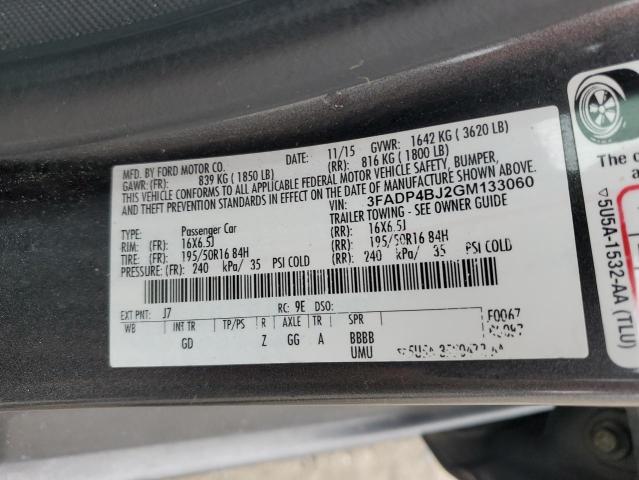 MFD. BY FORD MOTOR CO.
DATE: 11/15 GVWR: 1642 KG ( 3620 LB)
GAWR: (FR): 839 KG ( 1850 LB) (RR): 816 KG ( 1800 LB)
THIS VEHICLE CONFORMS TO ALL APPLICABLE FEDERAL MOTOR VEHICLE SAFETY, BUMPER,
AND THEFT PREVENTION STANDARDS IN EFFECT ON THE DATE OF MANUFACTURE SHOWN ABOVE.
VIN: 3FADP4BJ2GM133060
TYPE: Passenger Car TRAILER TOWING - SEE OWNER GUIDE
RIM: (FR) 16X6.5J (RR) 16X6.5J
TIRE: (FR) 195/50R16 84H (RR): 195/50R16 84H
PRESSURE: (FR) 240 kPa/ 35 PSI COLD (RR): 240 kPa/ 35 PSI COLD
EXT PNT: J7 RC: 9E DSO:
WB INT TR TP/PS R AXLE TR SPR F0067
GD Z GG A BBBB
UMU
The c
▽5U5A-1532-AA (TLU)